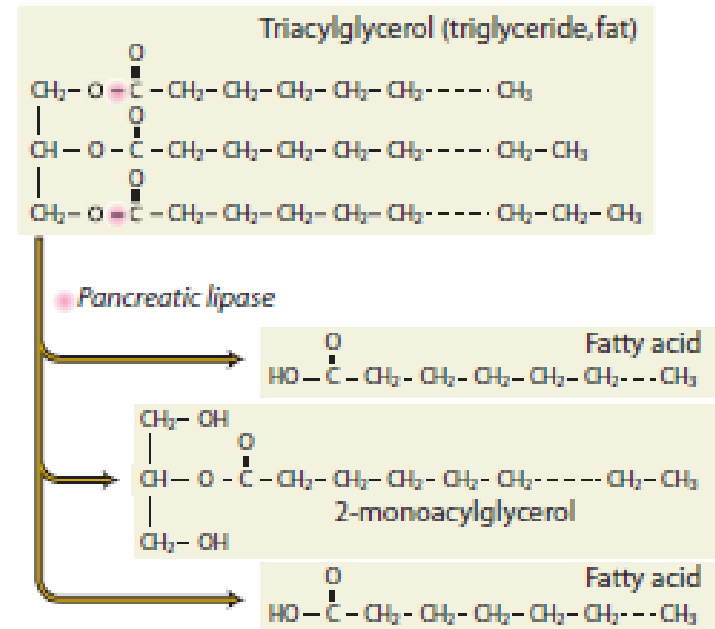 Triacylglycerol (triglyceride, fat)
O
CH₂– O – C – CH₂– CH₂– CH₂– CH₂– CH₂- - - - - CH₃
O
CH – O – C – CH₂– CH₂– CH₂– CH₂– CH₂- - - - - CH₂– CH₃
O
CH₂– O – C – CH₂– CH₂– CH₂– CH₂– CH₂- - - - - CH₂– CH₂– CH₃
Pancreatic lipase
Fatty acid
O
HO – C – CH₂– CH₂– CH₂– CH₂– CH₂- - - CH₃
CH₂– OH
O
CH – O – C – CH₂– CH₂– CH₂– CH₂– CH₂- - - - - CH₂– CH₃
2-monoacylglycerol
CH₂– OH
Fatty acid
O
HO – C – CH₂– CH₂– CH₂– CH₂– CH₂- - - CH₃